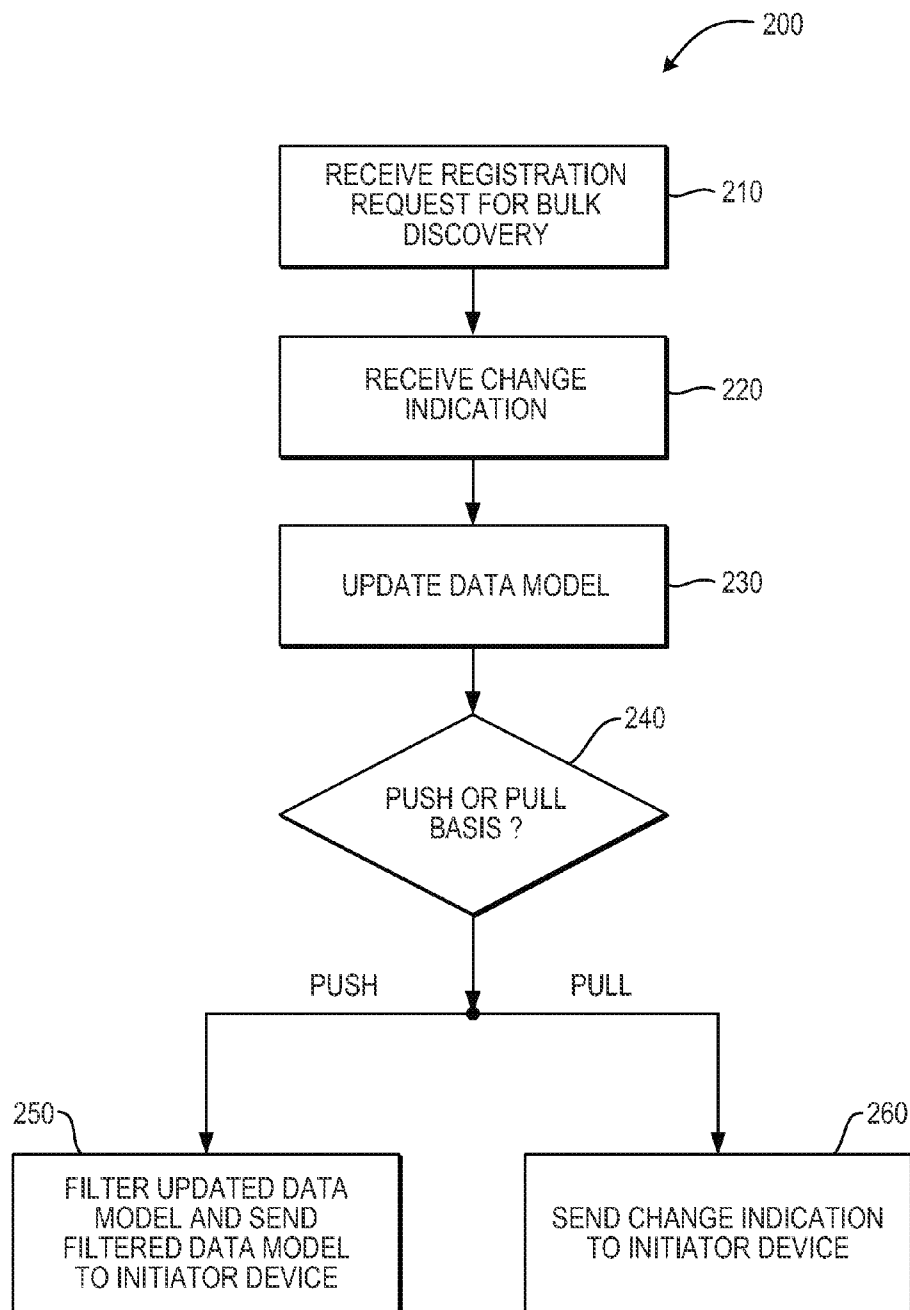 200
RECEIVE REGISTRATION
REQUEST FOR BULK
DISCOVERY
210
RECEIVE CHANGE
INDICATION
220
UPDATE DATA MODEL
230
240
PUSH OR PULL
BASIS ?
PUSH
PULL
250
FILTER UPDATED DATA
MODEL AND SEND
FILTERED DATA MODEL
TO INITIATOR DEVICE
260
SEND CHANGE INDICATION
TO INITIATOR DEVICE